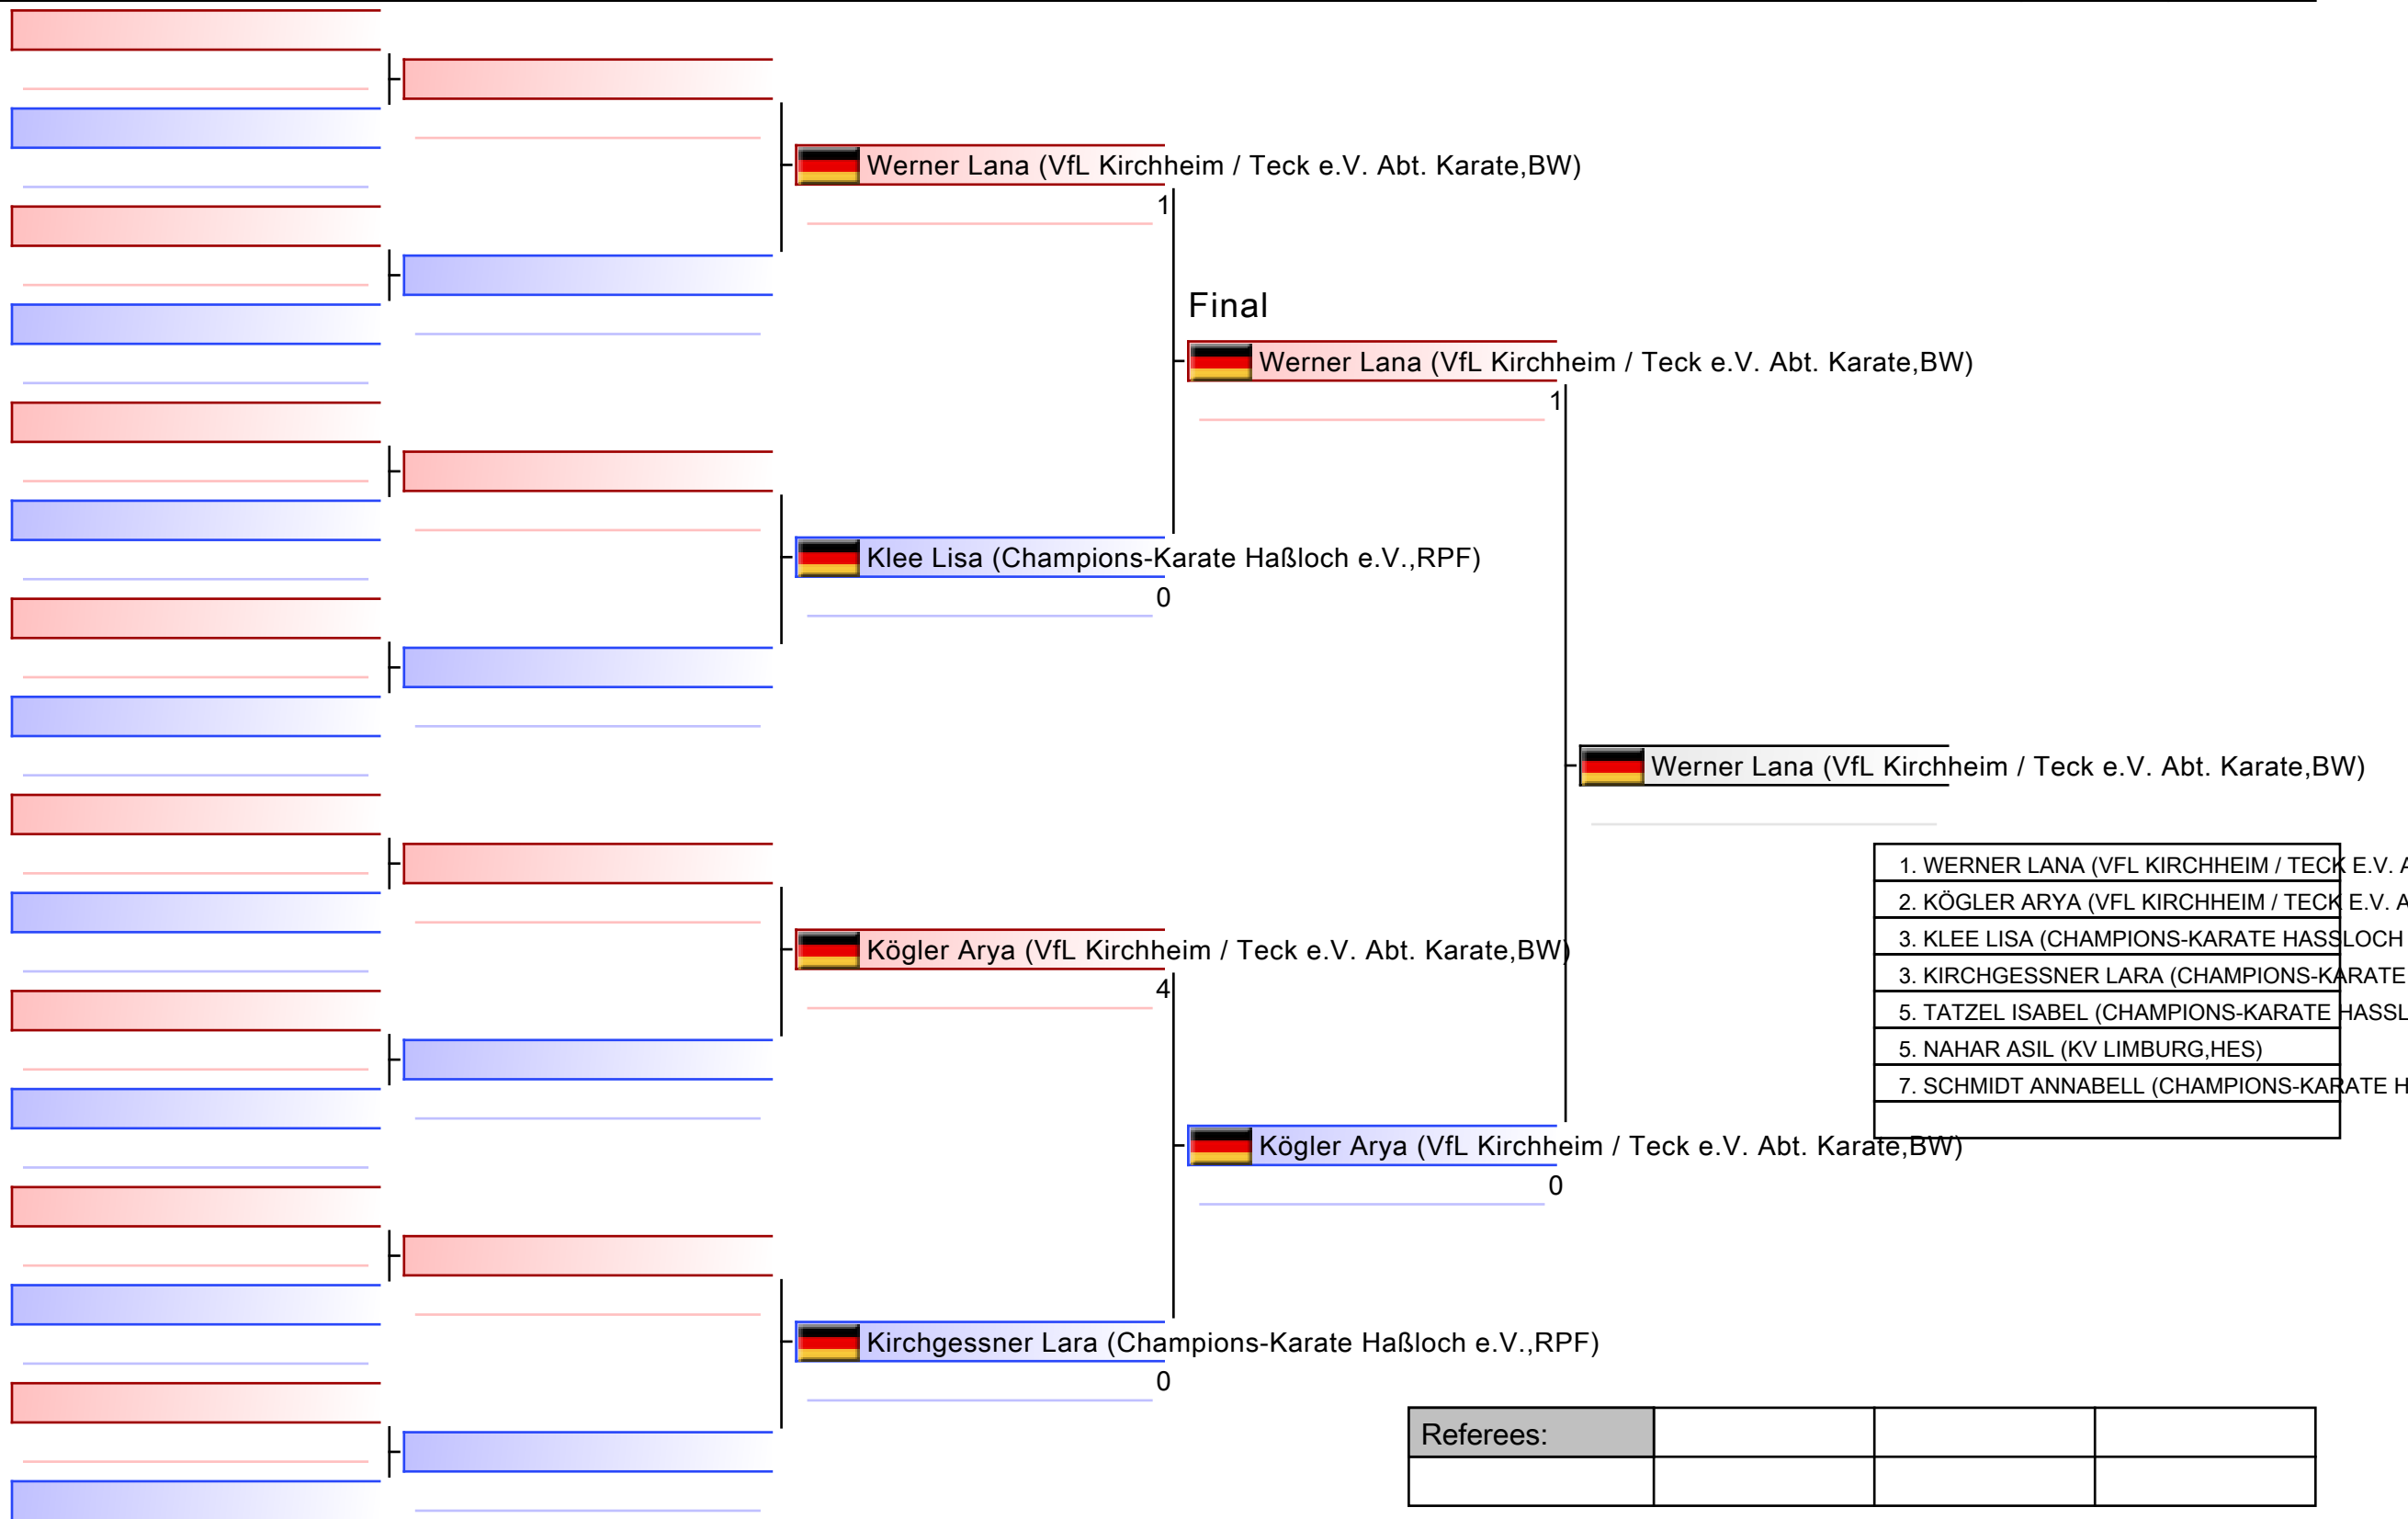 Werner Lana (VfL Kirchheim / Teck e.V. Abt. Karate,BW)
1
Final
Werner Lana (VfL Kirchheim / Teck e.V. Abt. Karate,BW)
1
Klee Lisa (Champions-Karate Haßloch e.V.,RPF)
0
Werner Lana (VfL Kirchheim / Teck e.V. Abt. Karate,BW)
1. WERNER LANA (VFL KIRCHHEIM / TECK E.V. A
2. KÖGLER ARYA (VFL KIRCHHEIM / TECK E.V. A
3. KLEE LISA (CHAMPIONS-KARATE HASSLOCH
3. KIRCHGESSNER LARA (CHAMPIONS-KARATE
5. TATZEL ISABEL (CHAMPIONS-KARATE HASSL
5. NAHAR ASIL (KV LIMBURG,HES)
7. SCHMIDT ANNABELL (CHAMPIONS-KARATE H
Kögler Arya (VfL Kirchheim / Teck e.V. Abt. Karate,BW)
4
Kögler Arya (VfL Kirchheim / Teck e.V. Abt. Karate,BW)
0
Kirchgessner Lara (Champions-Karate Haßloch e.V.,RPF)
0
Referees: